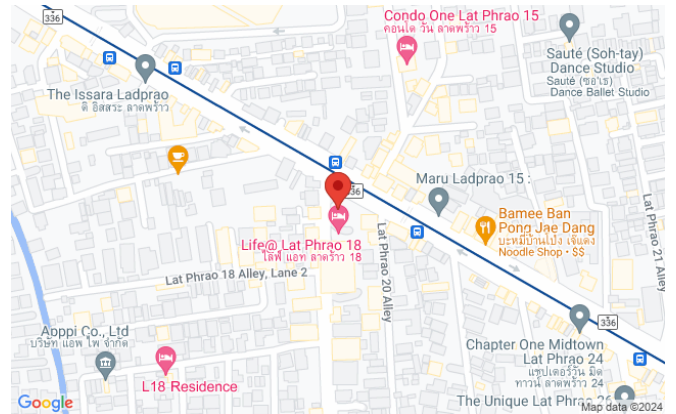 336
Condo One Lat Phrao 15
คอนโด วัน ลาดพร้าว 15
Sauté (Soh-tay)
Dance Studio
Sauté (ซอเธ่)
Dance Ballet Studio
The Issara Ladprao
ดิ อิสสระ ลาดพร้าว
36
Maru Ladprao 15 :
Bamee Ban
Pong Jae Dang
บะหมี่บ้านโป่ง เจ๊แดง
Noodle Shop • $$
Lat Phrao 21 Alley
Life@ Lat Phrao 18
ไลฟ์ แอท ลาดร้าว 18
Lat Phrao 20 Alley
Lat Phrao 18 Alley, Lane 2
336
Apppi Co., Ltd
บริษัท แอพ ไพ จำกัด
Chapter One Midtown
Lat Phrao 24
แชปเตอร์วัน มิด
ทาวน์ ลาดพร้าว 24
L18 Residence
The Unique Lat Phrao 26
Google
Map data ©2024